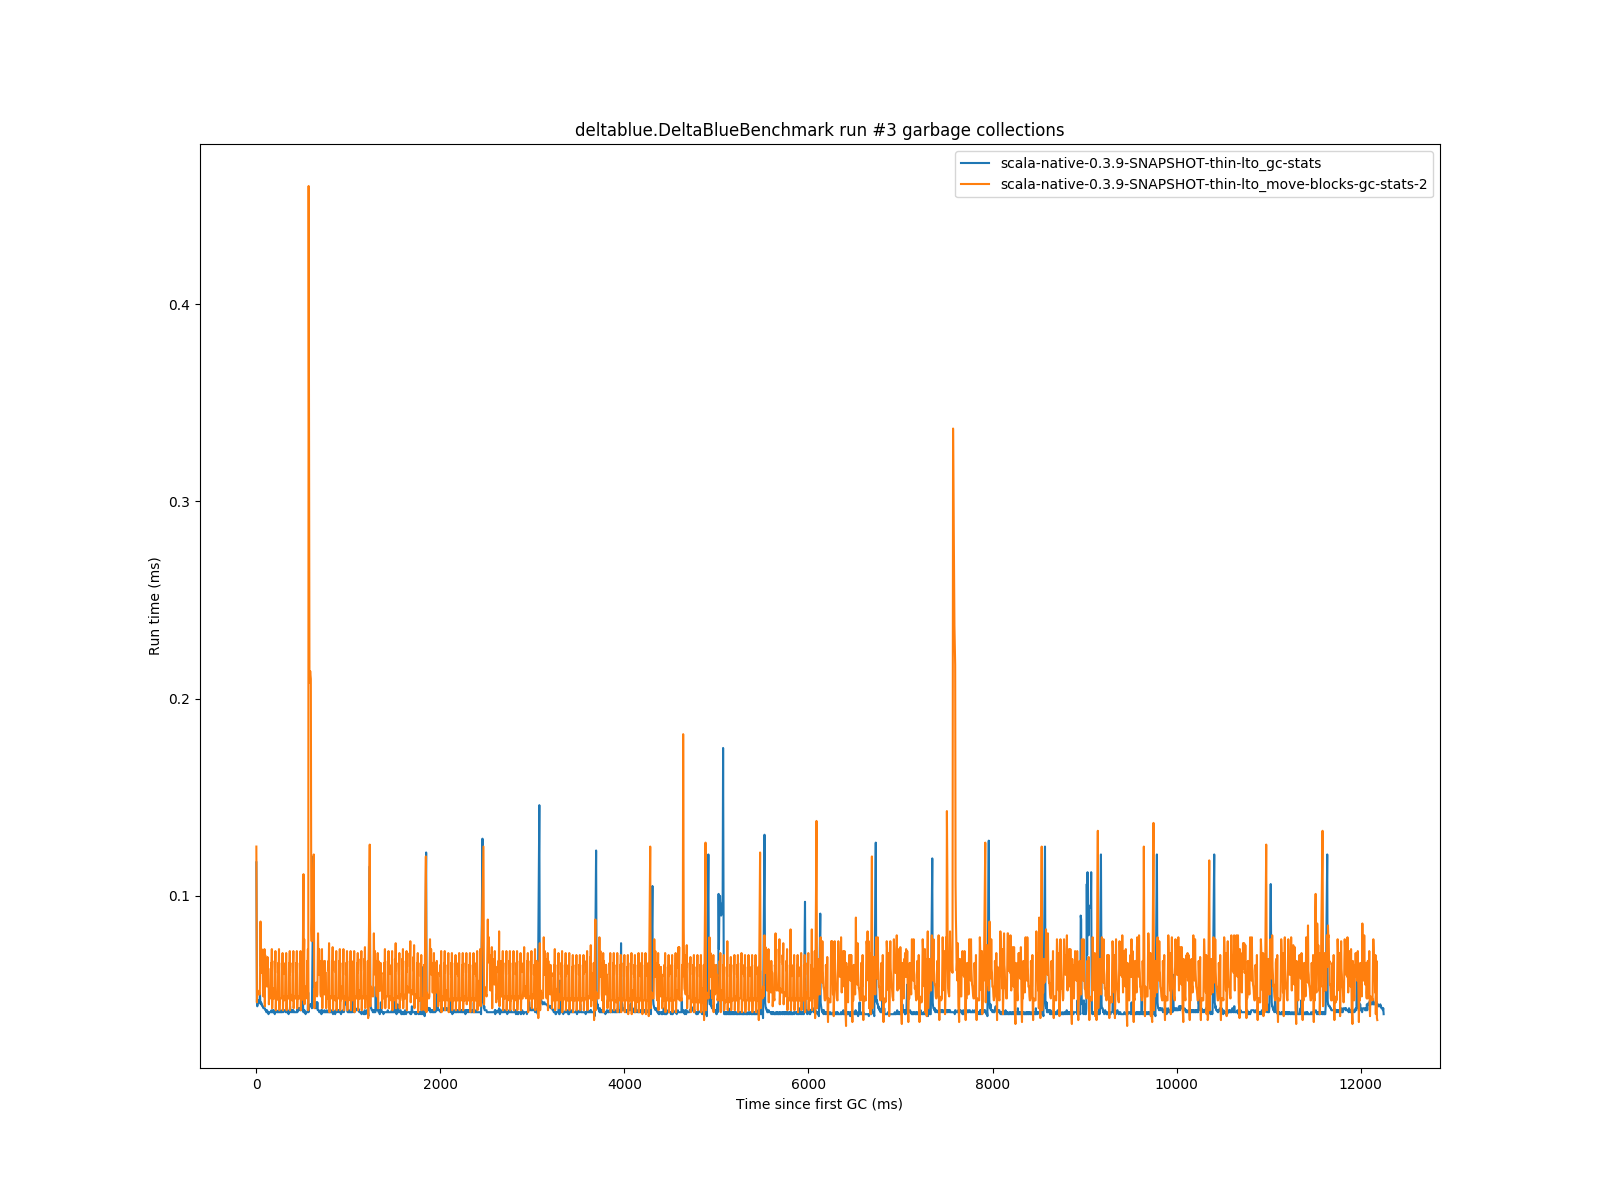 deltablue.DeltaBlueBenchmark run #3 garbage collections
scala-native-0.3.9-SNAPSHOT-thin-lto_gc-stats
scala-native-0.3.9-SNAPSHOT-thin-lto_move-blocks-gc-stats-2
0.4
0.3
0.2
0.1
Run time (ms)
0 2000 4000 6000 8000 10000 12000
Time since first GC (ms)